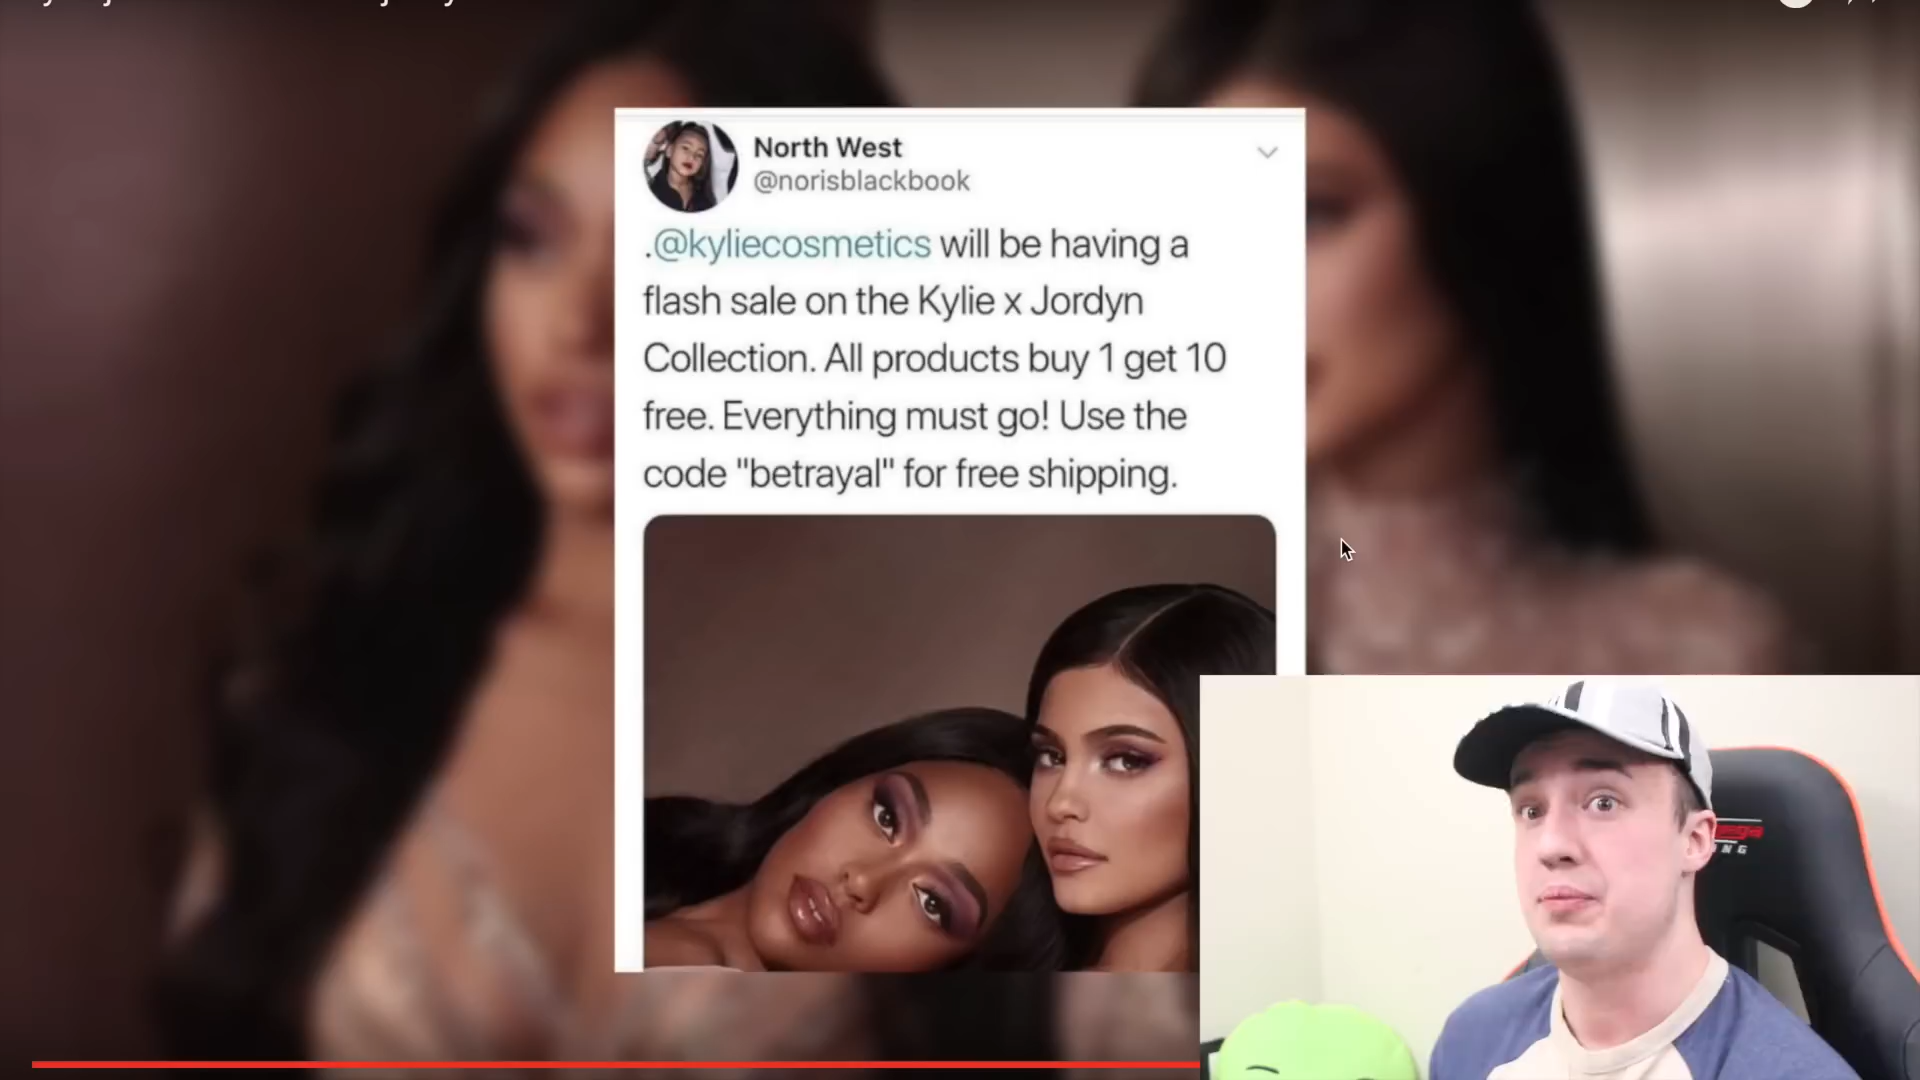 North West
@norisblackbook
.@kyliecosmetics will be having a
flash sale on the Kylie x Jordyn
Collection. All products buy 1 get 10
free. Everything must go! Use the
code "betrayal" for free shipping.